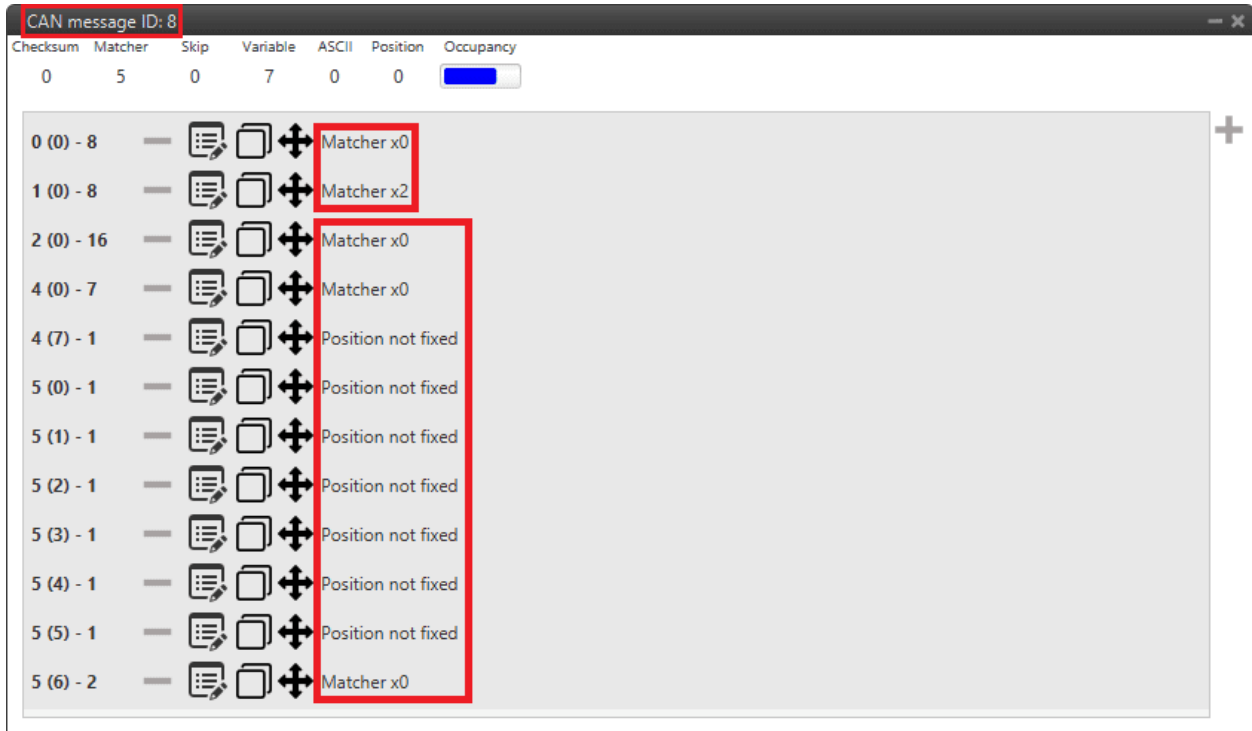 CAN message ID: 8
Checksum Matcher Skip Variable ASCII Position Occupancy
0 5 0 7 0 0
0 (0) - 8 Matcher x0
1 (0) - 8 Matcher x2
2 (0) - 16 Matcher x0
4 (0) - 7 Matcher x0
4 (7) - 1 Position not fixed
5 (0) - 1 Position not fixed
5 (1) - 1 Position not fixed
5 (2) - 1 Position not fixed
5 (3) - 1 Position not fixed
5 (4) - 1 Position not fixed
5 (5) - 1 Position not fixed
5 (6) - 2 Matcher x0